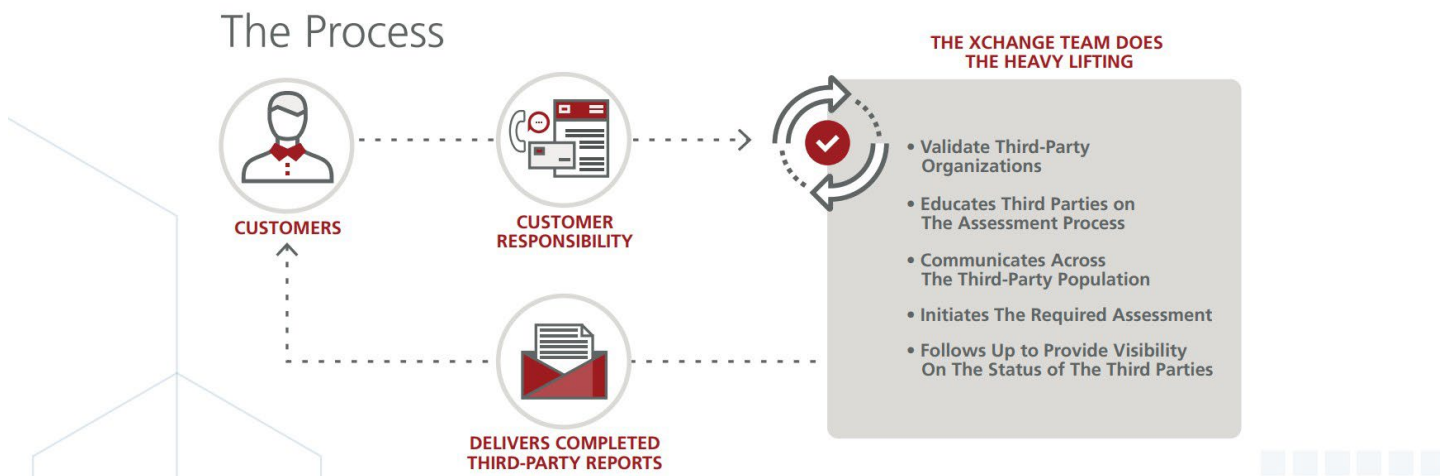 The Process
THE XCHANGE TEAM DOES
THE HEAVY LIFTING
CUSTOMERS
CUSTOMER
RESPONSIBILITY
• Validate Third-Party
Organizations
• Educates Third Parties on
The Assessment Process
• Communicates Across
The Third-Party Population
• Initiates The Required Assessment
• Follows Up to Provide Visibility
On The Status of The Third Parties
DELIVERS COMPLETED
THIRD-PARTY REPORTS